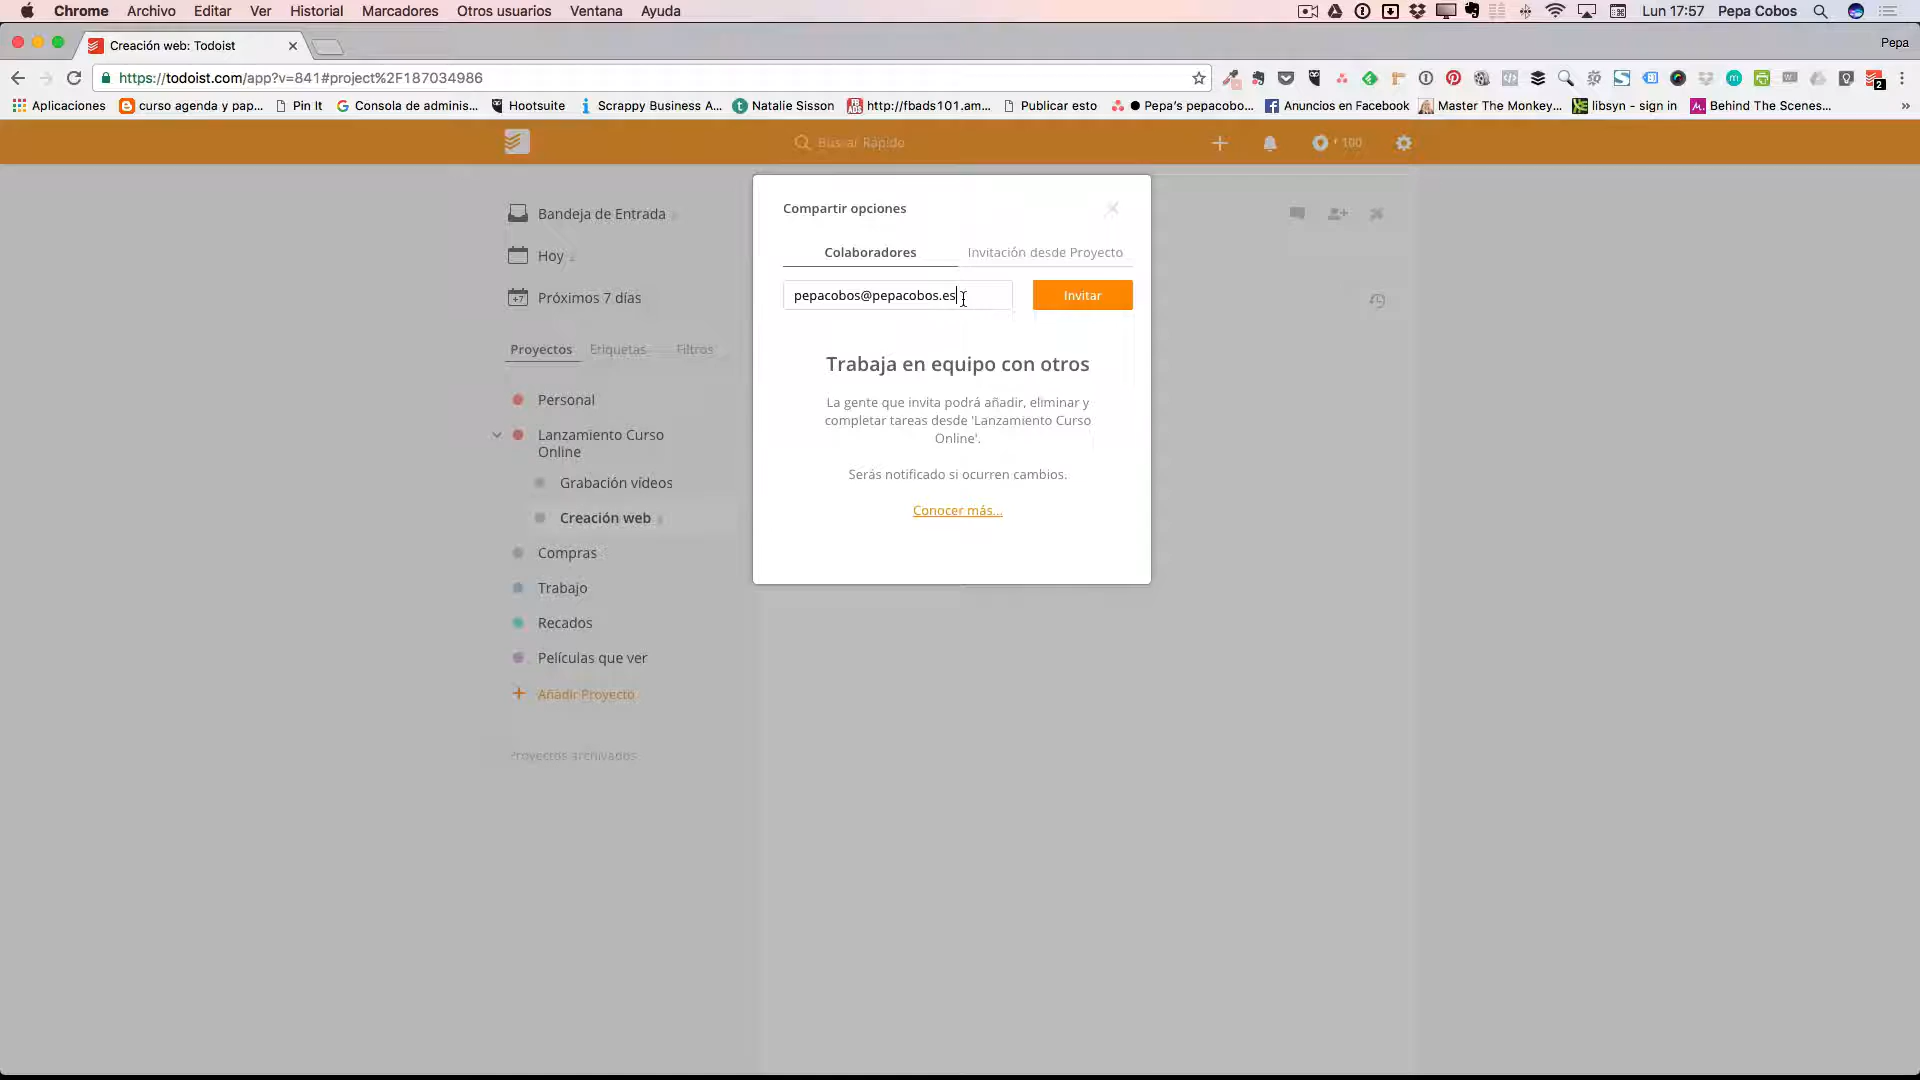 Chrome Archivo Editar Ver Historial Marcadores Otros usuarios Ventana Ayuda Lun 17:57 Pepa Cobos
Creación web: Todoist Pepa
https://todoist.com/app?v=841#project%2F187034986
Aplicaciones curso agenda y pap... Pin It Consola de adminis... Hootsuite Scrappy Business A... Natalie Sisson http://fbads101.am... Publicar esto Pepa's pepacobo... Anuncios en Facebook Master The Monkey... libsyn - sign in Behind The Scenes... »
Buscar Rápido 100
Bandeja de Entrada
Hoy
Próximos 7 días
Proyectos Etiquetas Filtros
Personal
Lanzamiento Curso
Online
Grabación vídeos
Creación web
Compras
Trabajo
Recados
Películas que ver
+ Añadir Proyecto
Proyectos archivados
Compartir opciones
Colaboradores Invitación desde Proyecto
pepacobos@pepacobos.es Invitar
Trabaja en equipo con otros
La gente que invita podrá añadir, eliminar y
completar tareas desde 'Lanzamiento Curso
Online'.
Serás notificado si ocurren cambios.
Conocer más...